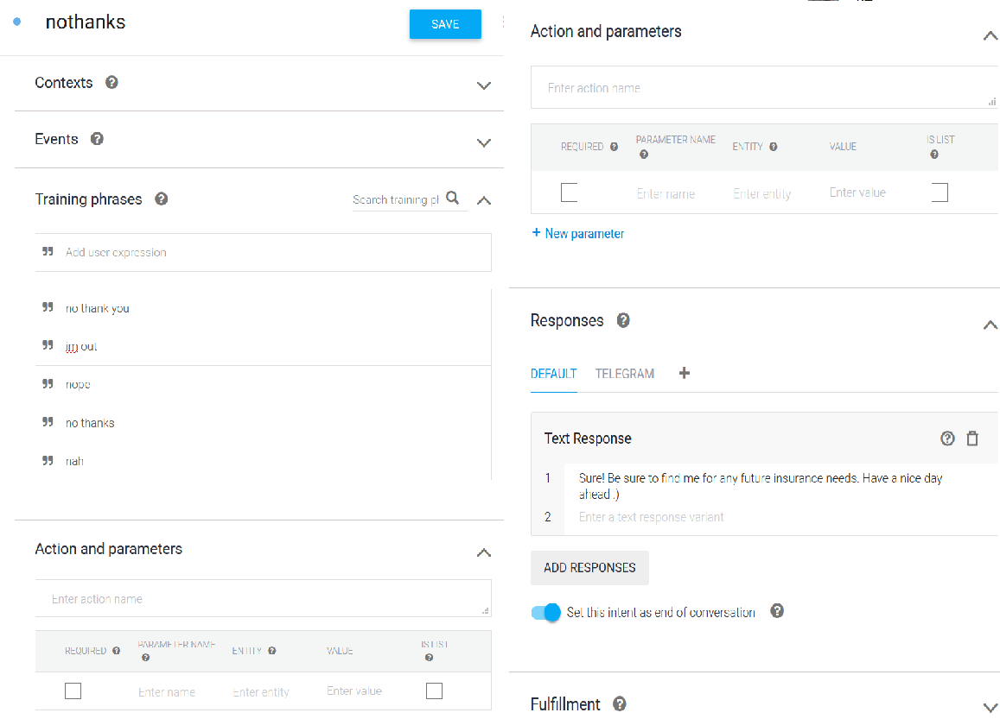 nothanks
SAVE
Contexts ?
Events ?
Training phrases ?
Search training pl
Add user expression
no thank you
im out
nope
no thanks
nah
Action and parameters
Enter action name
REQUIRED ? PARAMETER NAME ? ENTITY ? VALUE IS LIST ?
Enter name Enter entity Enter value
Action and parameters
Enter action name
REQUIRED ? PARAMETER NAME ? ENTITY ? VALUE IS LIST ?
Enter name Enter entity Enter value
+ New parameter
Responses ?
DEFAULT TELEGRAM +
Text Response ?
1 Sure! Be sure to find me for any future insurance needs. Have a nice day
ahead :)
2 Enter a text response variant
ADD RESPONSES
Set this intent as end of conversation ?
Fulfillment ?